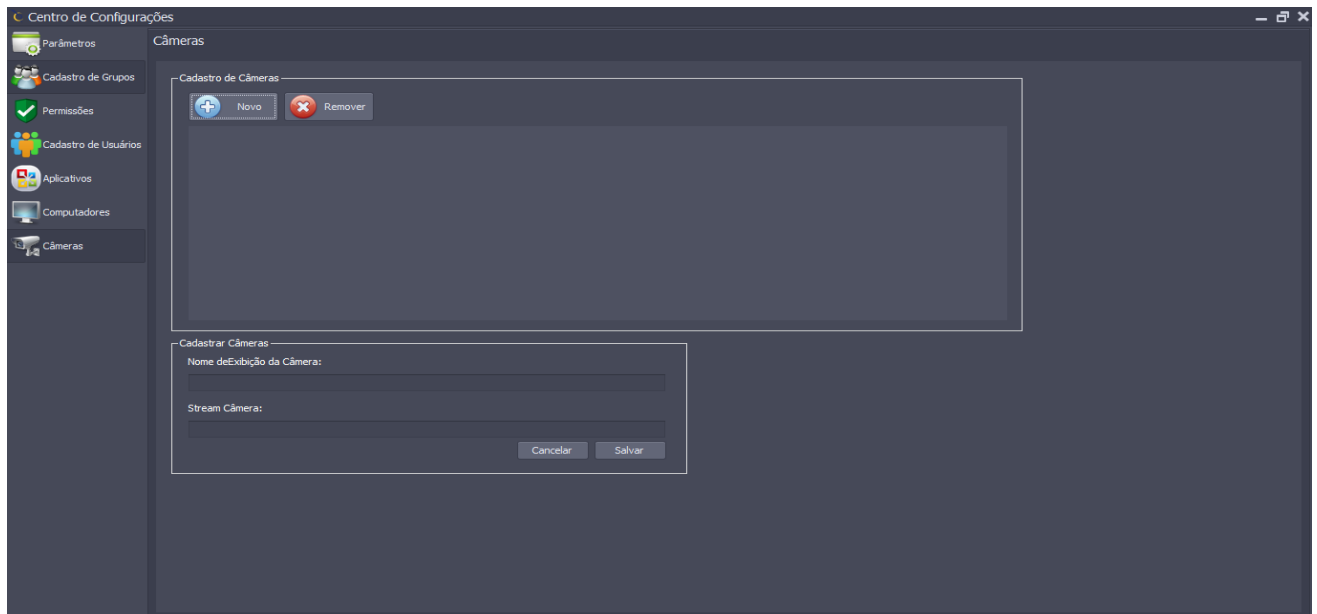 Centro de Configurações
Parâmetros
Cadastro de Grupos
Permissões
Cadastro de Usuários
Aplicativos
Computadores
Câmeras
Câmeras
Cadastro de Câmeras
Novo
Remover
Cadastrar Câmeras
Nome deExibição da Câmera:
Stream Câmera:
Cancelar
Salvar